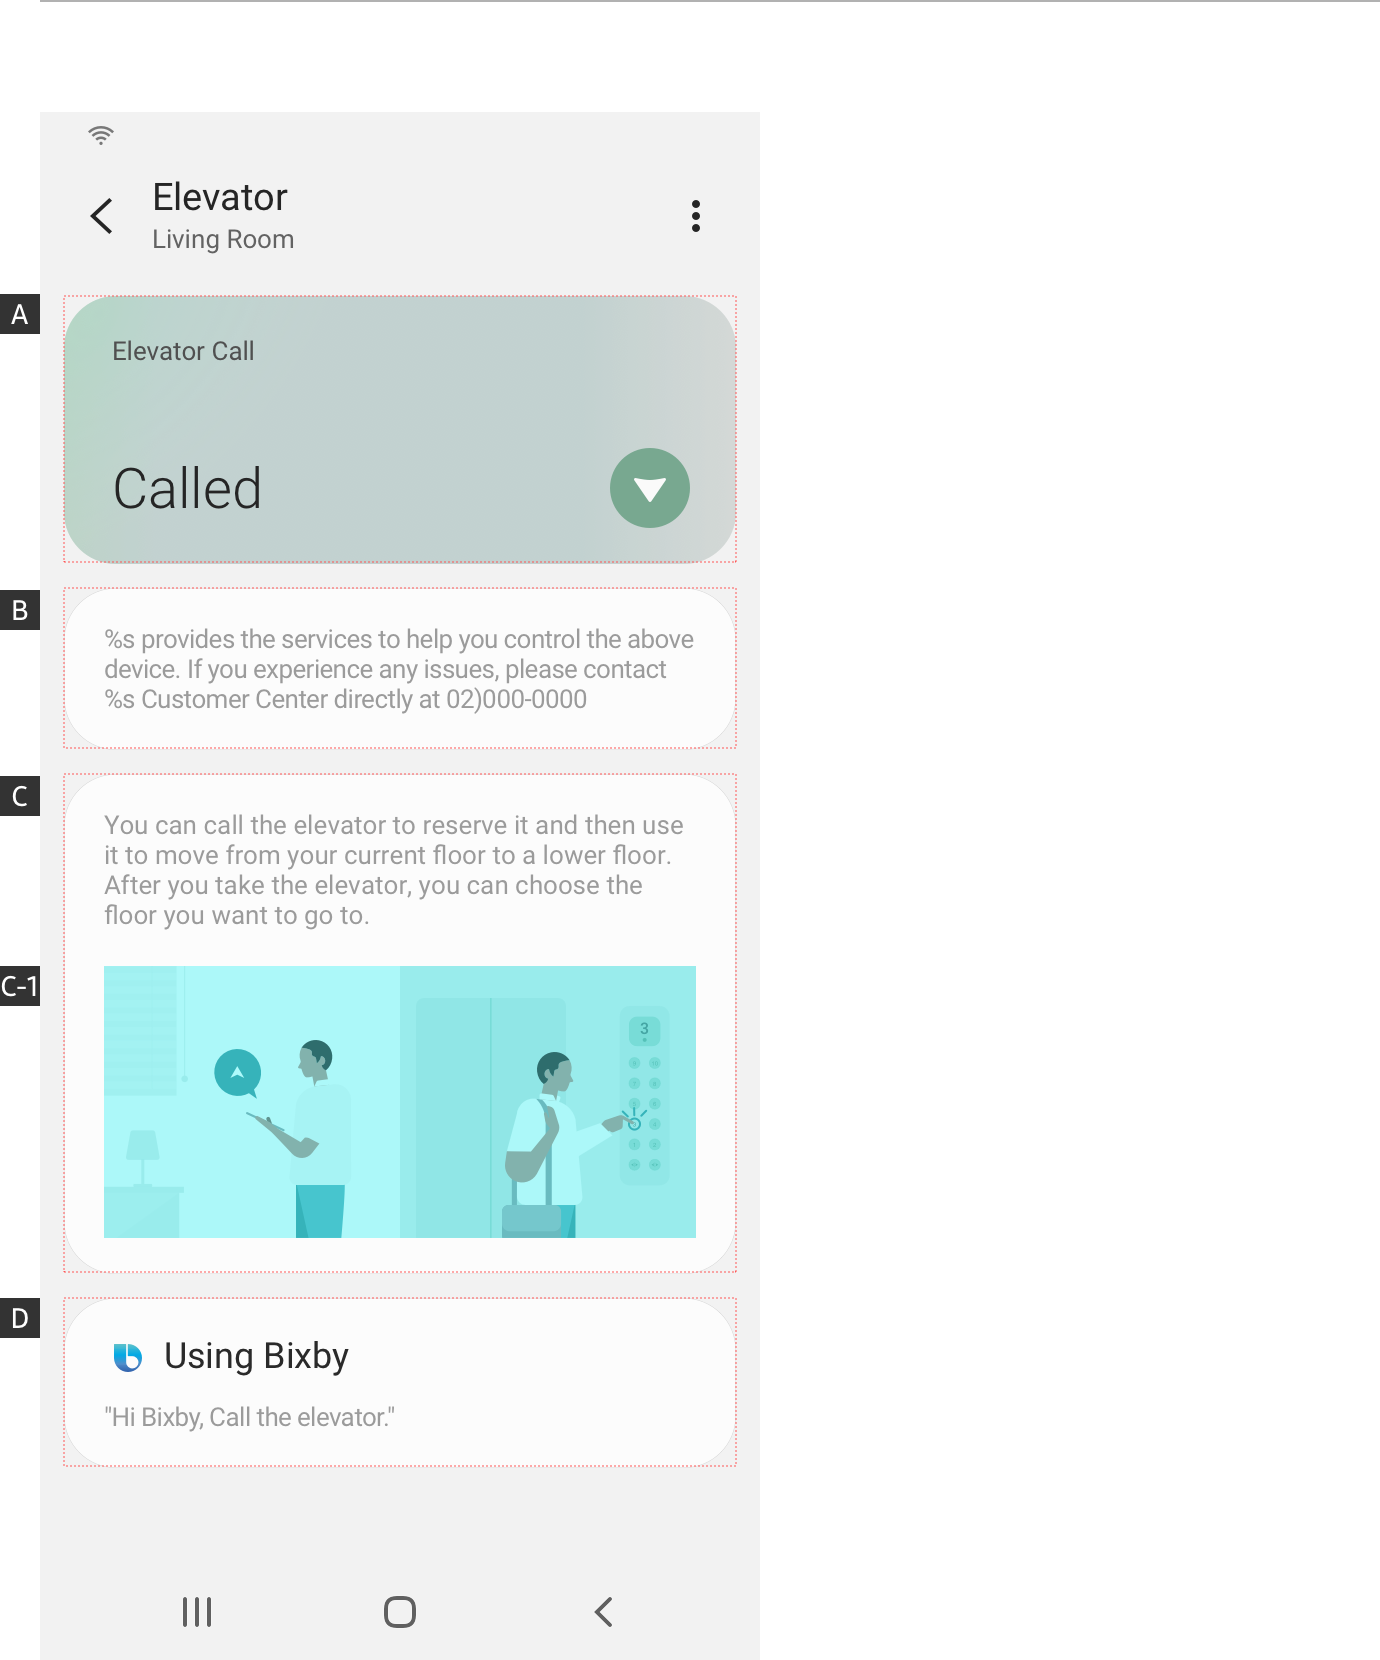 Elevator
Living Room
A
Elevator Call
Called
B
%s provides the services to help you control the above
device. If you experience any issues, please contact
%s Customer Center directly at 02)000-0000
C
You can call the elevator to reserve it and then use
it to move from your current floor to a lower floor.
After you take the elevator, you can choose the
floor you want to go to.
C-1
3
D
Using Bixby
"Hi Bixby, Call the elevator."